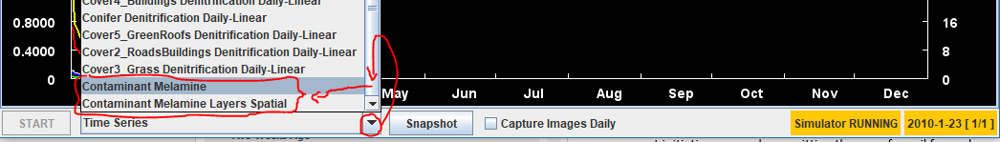 Cover4_Buildings Denitrification Daily-Linear
0.8000
Conifer Denitrification Daily-Linear
16
Cover5_GreenRoofs Denitrification Daily-Linear
0.4000
Cover2_RoadsBuildings Denitrification Daily-Linear
8
Cover3_Grass Denitrification Daily-Linear
0
Contaminant Melamine
0
Contaminant Melamine Layers Spatial
May Jun Jul Aug Sep Oct Nov Dec
START
Time Series
Snapshot
Capture Images Daily
Simulator RUNNING
2010-1-23 [ 1/1 ]